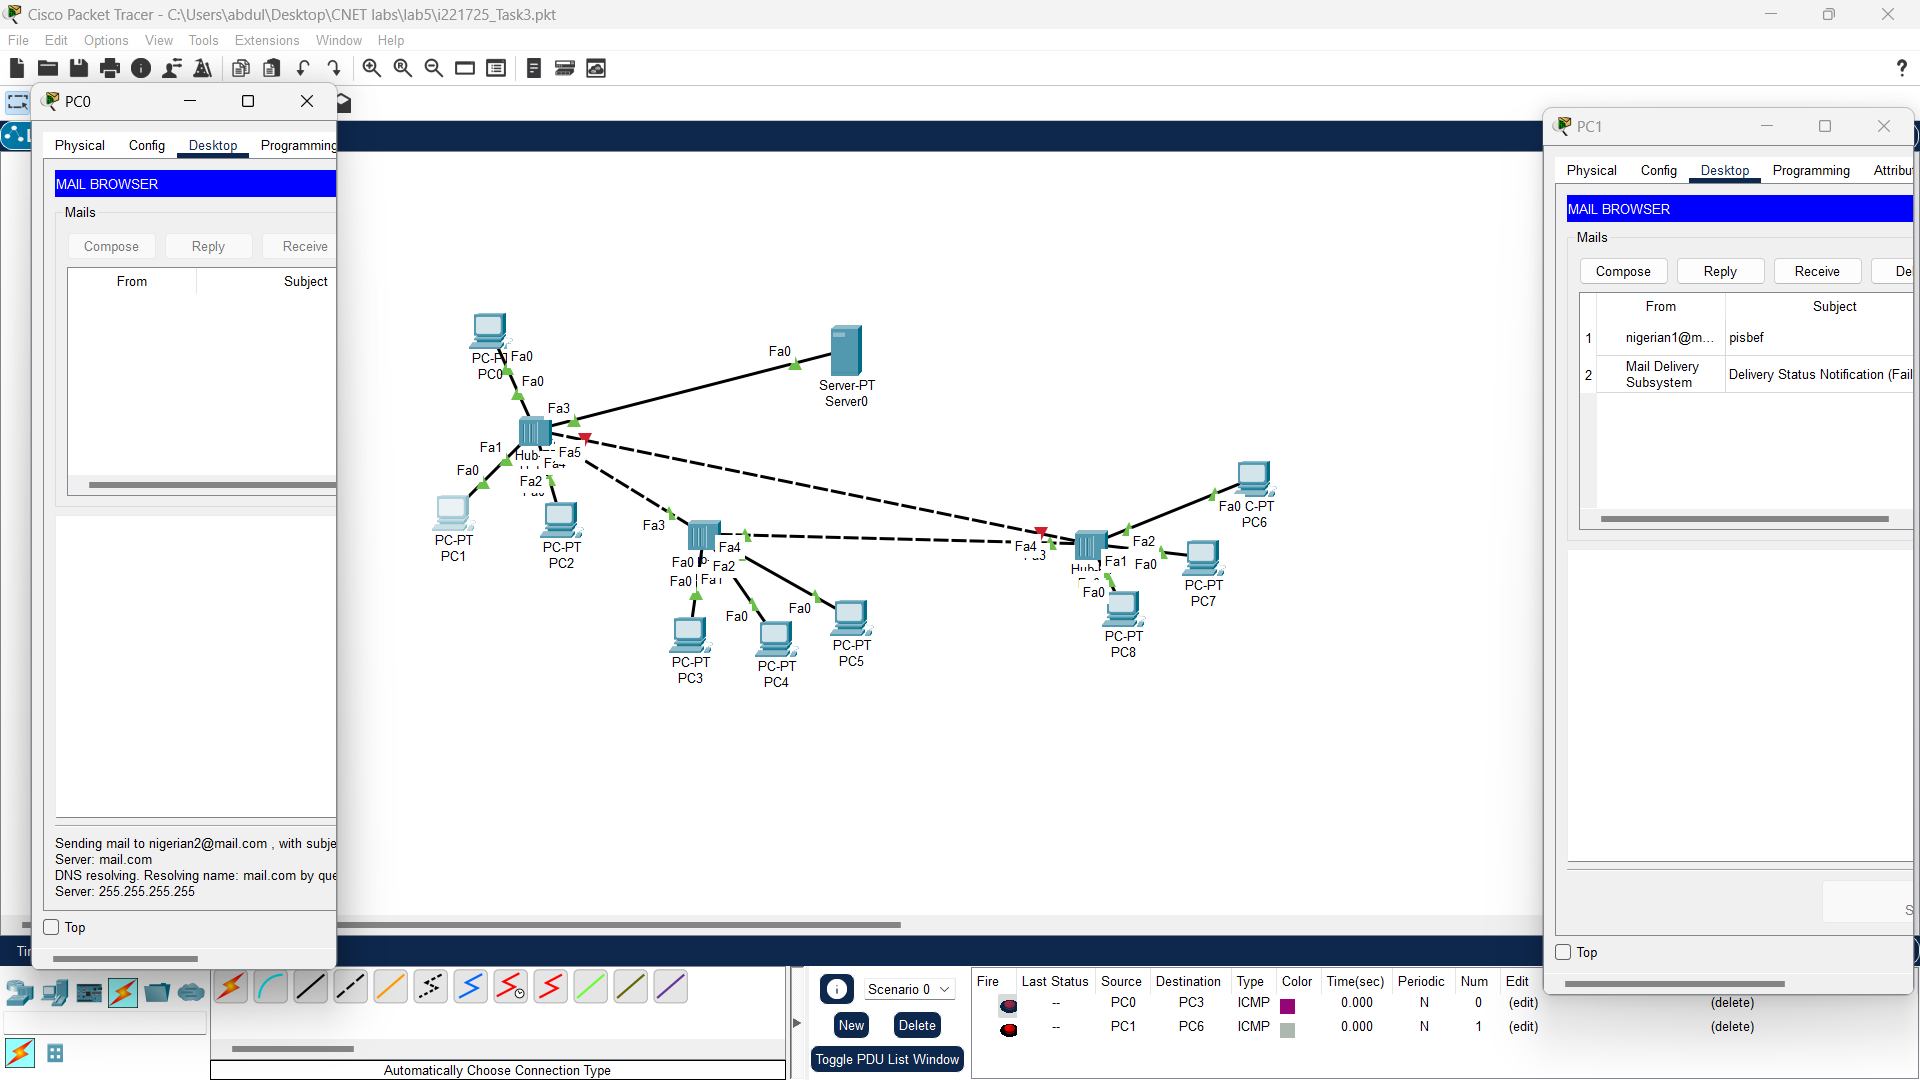 Cisco Packet Tracer - C:\Users\abdul\Desktop\CNET labs\lab5\i221725_Task3.pkt
File Edit Options View Tools Extensions Window Help
PC0
Physical Config Desktop Programming
MAIL BROWSER
Mails
Compose Reply Receive
From Subject
Sending mail to nigerian2@mail.com , with subje
Server: mail.com
DNS resolving. Resolving name: mail.com by que
Server: 255.255.255.255
Top
PC0
Fa0
Fa0
Fa3
Fa1
Fa0
Hub-
Fa5
Fa4
Fa2
Fa0
Fa0
Server-PT
Server0
PC-PT
PC1
PC-PT
PC2
Fa3
Fa4
Fa0
Fa2
Fa0
Fa1
Fa0
Fa0
PC-PT
PC3
PC-PT
PC4
PC-PT
PC5
Fa4
Fa2
Fa1
Fa0
Fa0
Fa0
C-PT
PC6
PC-PT
PC7
PC-PT
PC8
PC1
Physical Config Desktop Programming Attribu
MAIL BROWSER
Mails
Compose Reply Receive De
From Subject
1 nigerian1@m... pisbef
2 Mail Delivery Subsystem Delivery Status Notification (Fail
S
Top
Automatically Choose Connection Type
Scenario 0
New Delete
Toggle PDU List Window
Fire Last Status Source Destination Type Color Time(sec) Periodic Num Edit
-- PC0 PC3 ICMP 0.000 N 0 (edit) (delete)
-- PC1 PC6 ICMP 0.000 N 1 (edit) (delete)